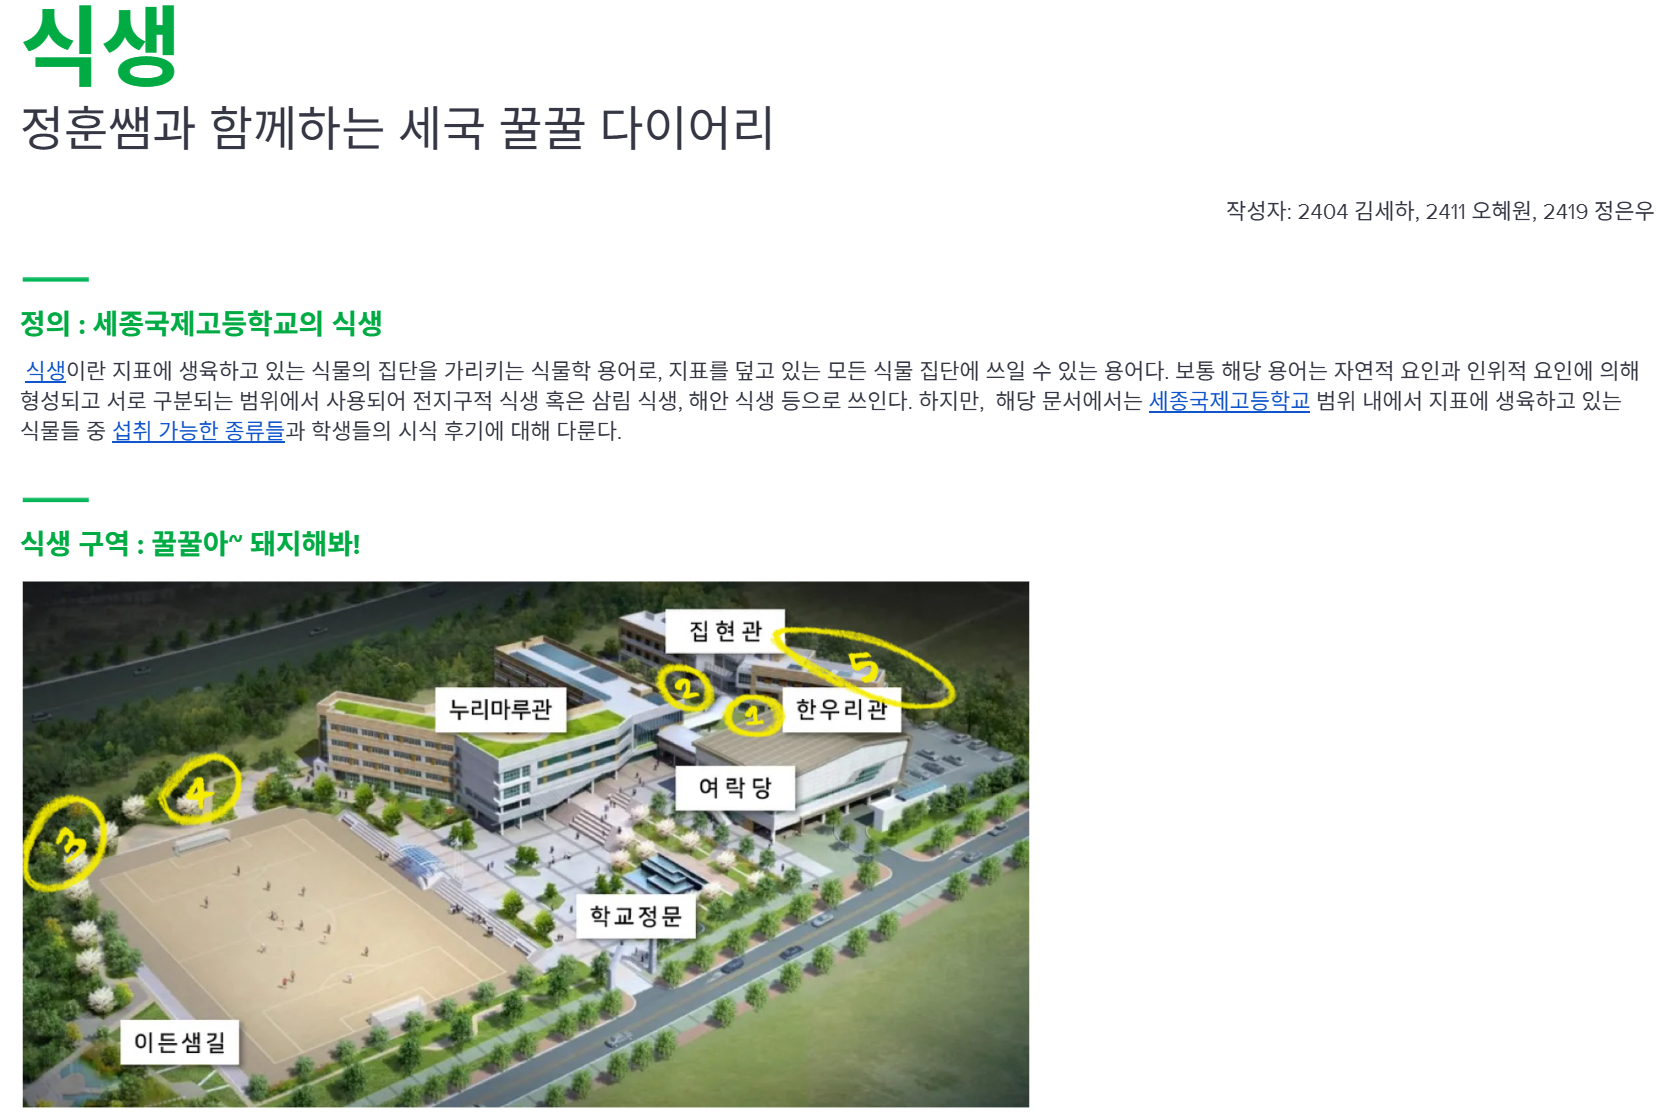 식생
정훈쌤과 함께하는 세국 꿀꿀 다이어리
작성자: 2404 김세하, 2411 오혜원, 2419 정은우
정의 : 세종국제고등학교의 식생
식생이란 지표에 생육하고 있는 식물의 집단을 가리키는 식물학 용어로, 지표를 덮고 있는 모든 식물 집단에 쓰일 수 있는 용어다. 보통 해당 용어는 자연적 요인과 인위적 요인에 의해
형성되고 서로 구분되는 범위에서 사용되어 전지구적 식생 혹은 삼림 식생, 해안 식생 등으로 쓰인다. 하지만,  해당 문서에서는 세종국제고등학교 범위 내에서 지표에 생육하고 있는
식물들 중 섭취 가능한 종류들과 학생들의 시식 후기에 대해 다룬다.
식생 구역 : 꿀꿀아~ 돼지해봐!
집현관
5
2
누리마루관
1
한우리관
4
여락당
3
학교정문
이든샘길